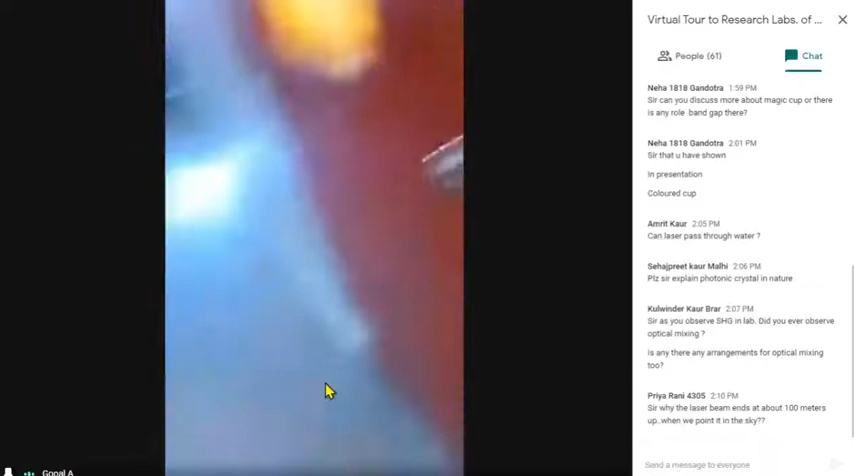 Virtual Tour to Research Labs. of ...
People (61)
Chat
Neha 1818 Gandotra 1:59 PM
Sir can you discuss more about magic cup or there
is any role band gap there?
Neha 1818 Gandotra 2:01 PM
Sir that u have shown
In presentation
Coloured cup
Amrit Kaur 2:05 PM
Can laser pass through water ?
Sehajpreet Kaur Malhi 2:06 PM
Plz sir explain photonic crystal in nature
Kulwinder Kaur Brar 2:07 PM
Sir as you observe SHG in lab. Did you ever observe
optical mixing ?
Is any there any arrangements for optical mixing
too?
Priya Rani 4305 2:10 PM
Sir why the laser beam ends at about 100 meters
up..when we point it in the sky??
Send a message to everyone
Gopal A